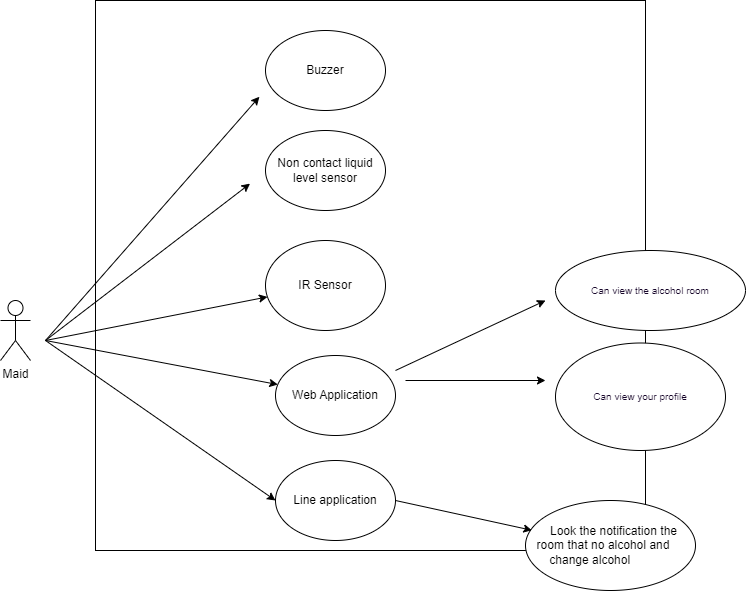 Buzzer
Non contact liquid
level sensor
IR Sensor
Can view the alcohol room
Maid
Web Application
Can view your profile
Line application
Look the notification the
room that no alcohol and
change alcohol